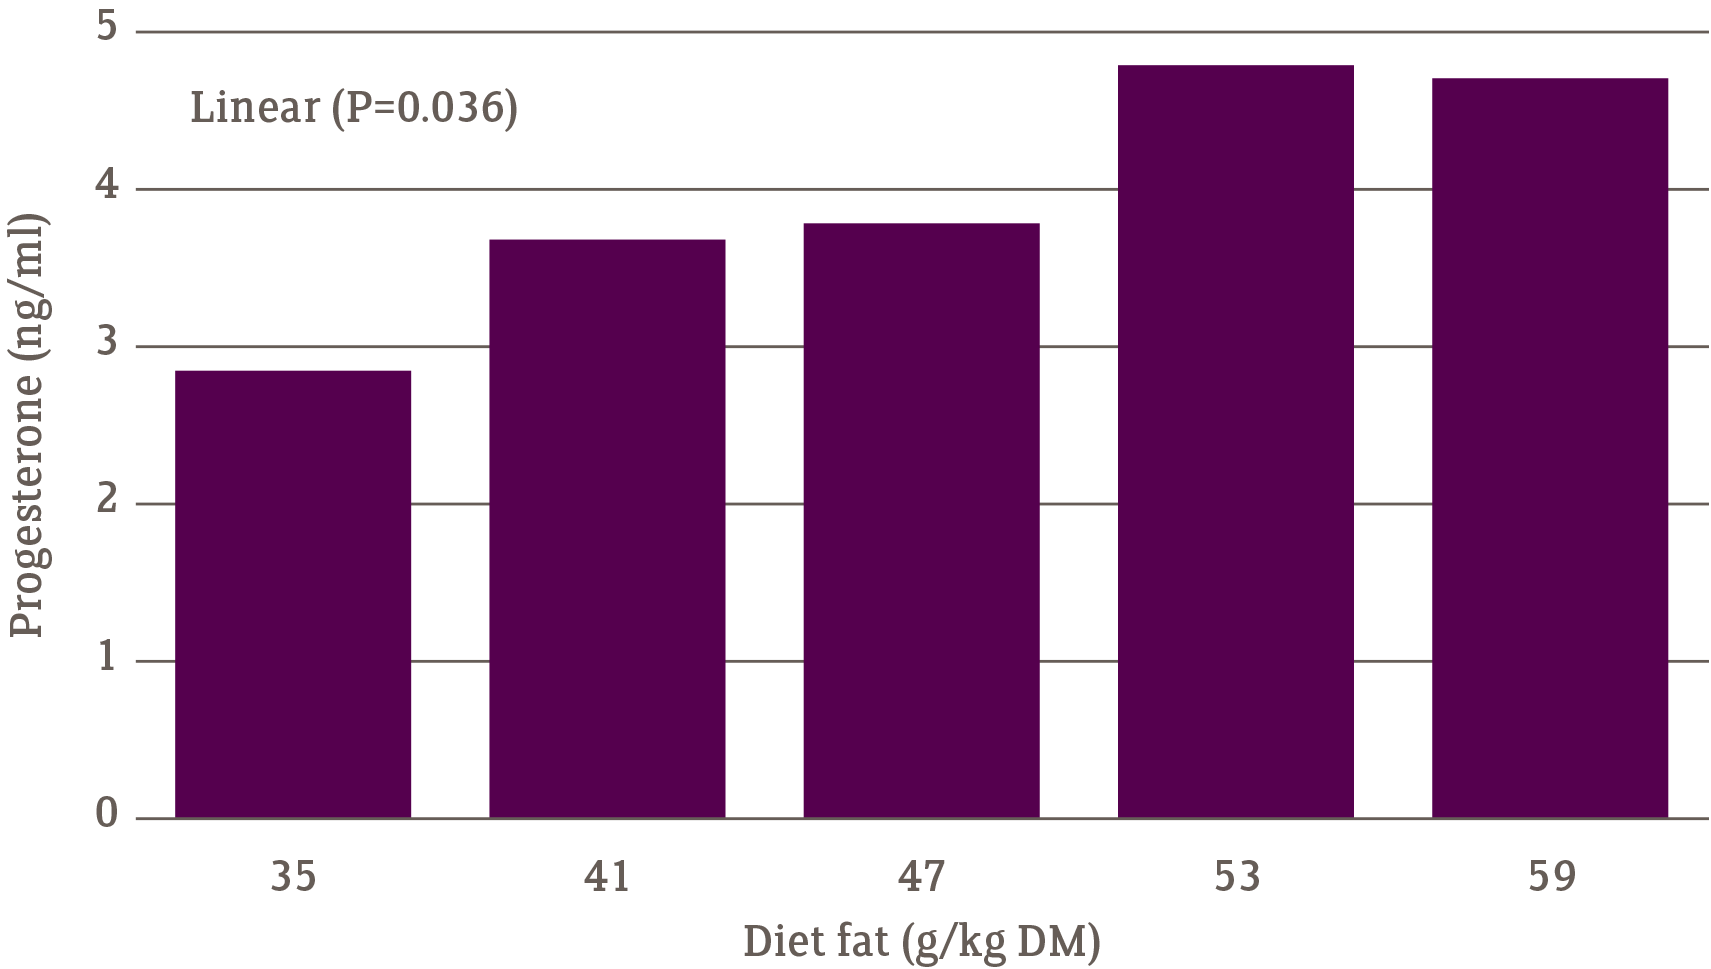 5
Linear (P=0.036)
4
3
2
1
0
Progesterone (ng/ml)
35 41 47 53 59
Diet fat (g/kg DM)